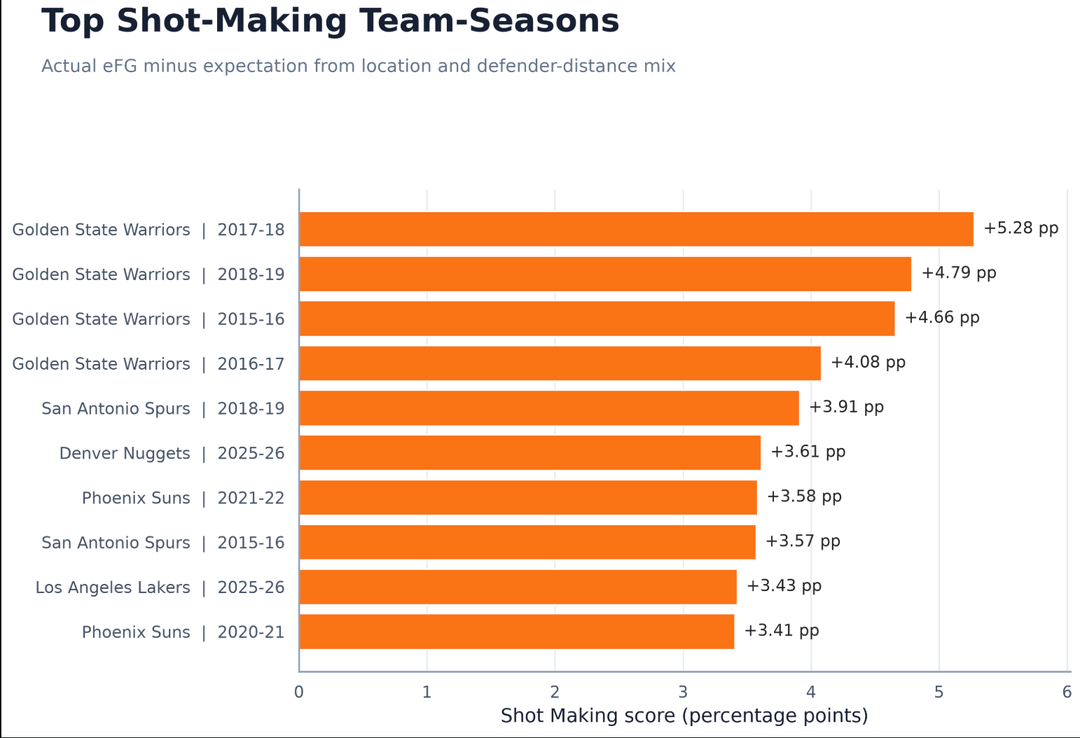 Top Shot-Making Team-Seasons
Actual eFG minus expectation from location and defender-distance mix
Golden State Warriors | 2017-18 +5.28 pp
Golden State Warriors | 2018-19 +4.79 pp
Golden State Warriors | 2015-16 +4.66 pp
Golden State Warriors | 2016-17 +4.08 pp
San Antonio Spurs | 2018-19 +3.91 pp
Denver Nuggets | 2025-26 +3.61 pp
Phoenix Suns | 2021-22 +3.58 pp
San Antonio Spurs | 2015-16 +3.57 pp
Los Angeles Lakers | 2025-26 +3.43 pp
Phoenix Suns | 2020-21 +3.41 pp
0 1 2 3 4 5 6
Shot Making score (percentage points)